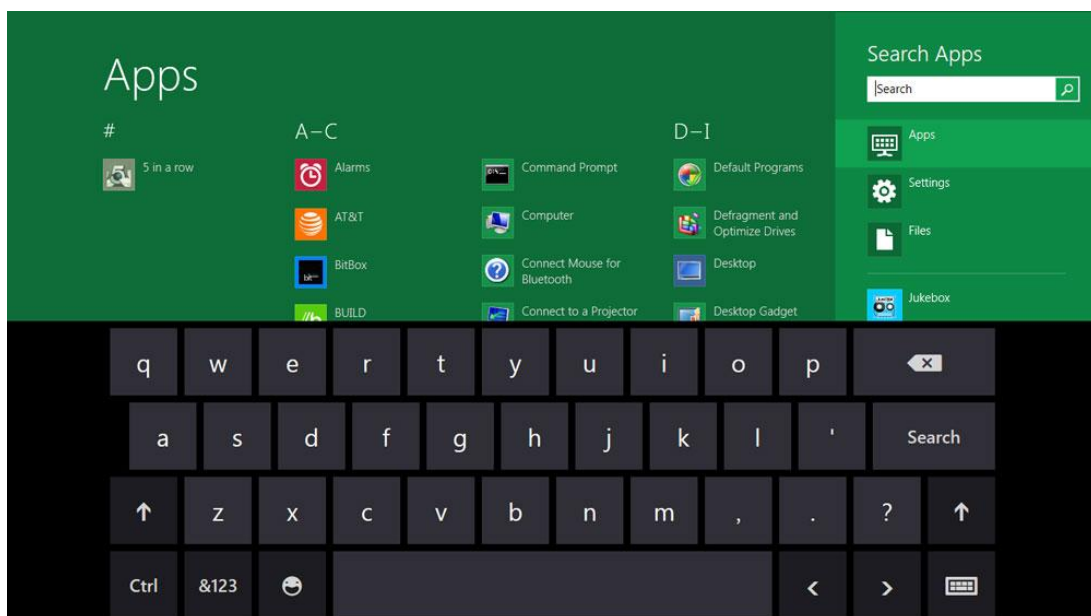 Apps
#
5 in a row
A–C
Alarms
AT&T
BitBox
BUILD
Command Prompt
Computer
Connect Mouse for
Bluetooth
Connect to a Projector
D–I
Default Programs
Defragment and
Optimize Drives
Desktop
Desktop Gadget
Search Apps
Search
Apps
Settings
Files
Jukebox
q w e r t y u i o p
a s d f g h j k l ' Search
z x c v b n m , . ?
Ctrl &123 < >